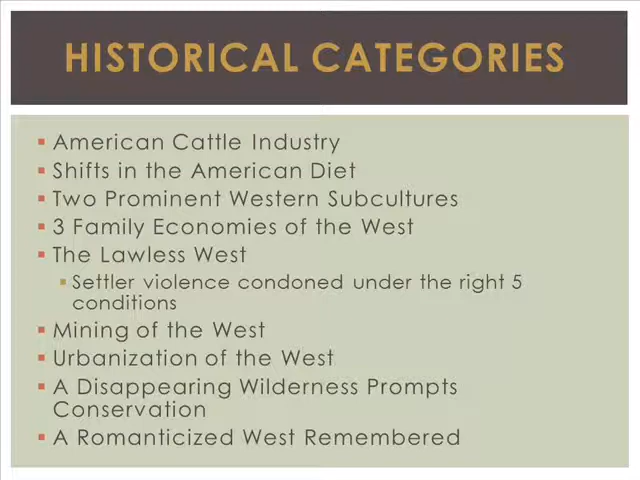 HISTORICAL CATEGORIES
▪ American Cattle Industry
▪ Shifts in the American Diet
▪ Two Prominent Western Subcultures
▪ 3 Family Economies of the West
▪ The Lawless West
▪ Settler violence condoned under the right 5
conditions
▪ Mining of the West
▪ Urbanization of the West
▪ A Disappearing Wilderness Prompts
Conservation
▪ A Romanticized West Remembered